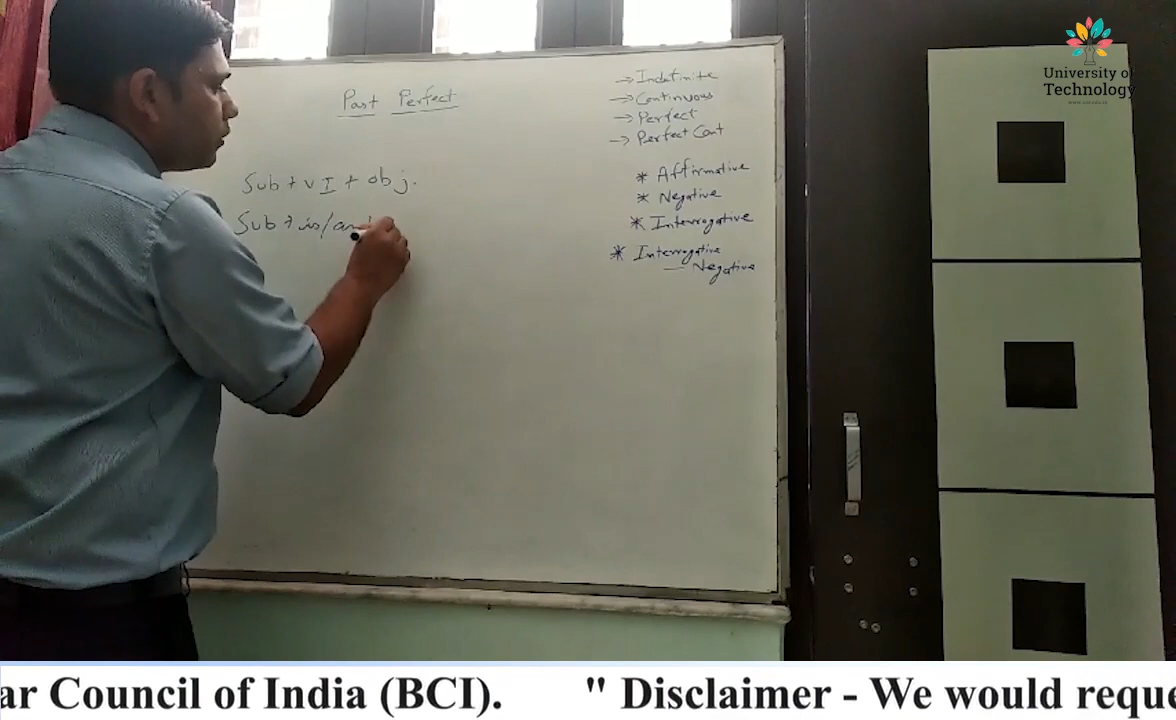 University of
Technology
Past Perfect
→ Indefinite
→ Continuous
→ Perfect
→ Perfect Cont
* Affirmative
* Negative
* Interrogative
* Interrogative
— Negative
Sub + v I + obj.
Sub + is/am
ar Council of India (BCI). " Disclaimer - We would reque